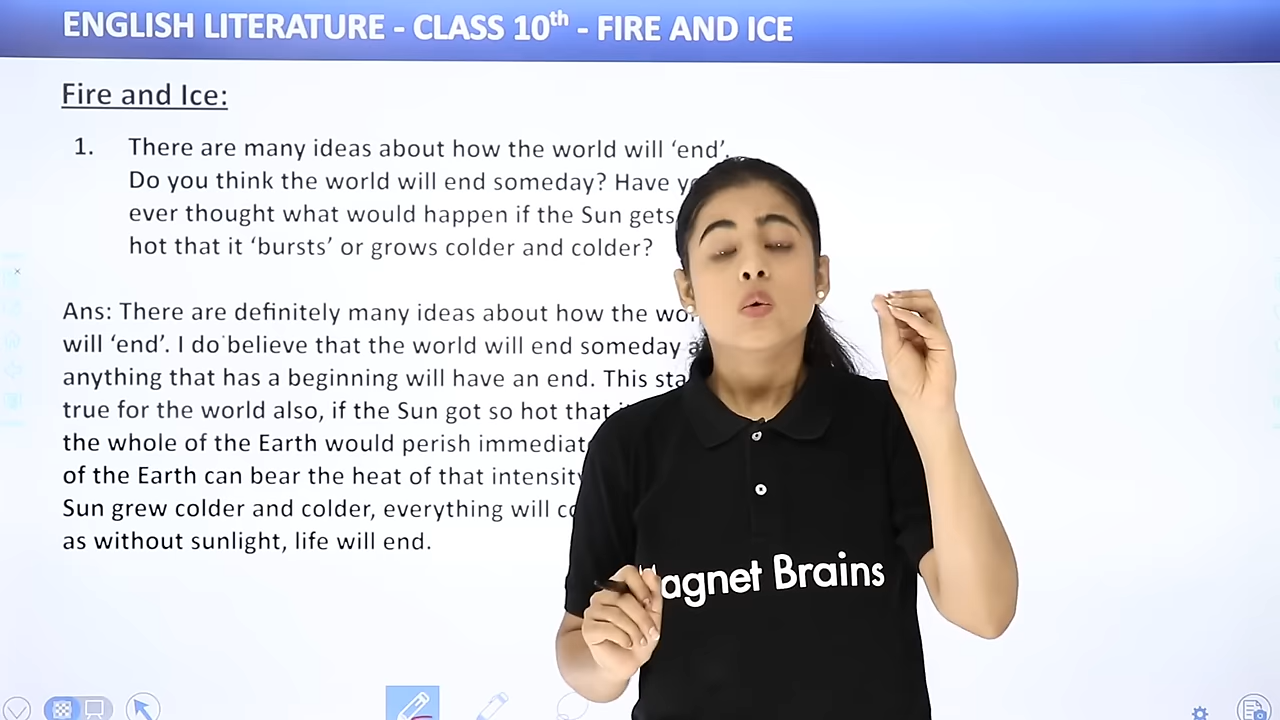 ENGLISH LITERATURE - CLASS 10th - FIRE AND ICE
Fire and Ice:
1. There are many ideas about how the world will ‘end’.
Do you think the world will end someday? Have
ever thought what would happen if the Sun gets
hot that it ‘bursts’ or grows colder and colder?
Ans: There are definitely many ideas about how the
will ‘end’. I do believe that the world will end someday
anything that has a beginning will have an end. This
true for the world also, if the Sun got so hot that
the whole of the Earth would perish
of the Earth can bear the heat of that
Sun grew colder and colder, everything will
as without sunlight, life will end.
Brains